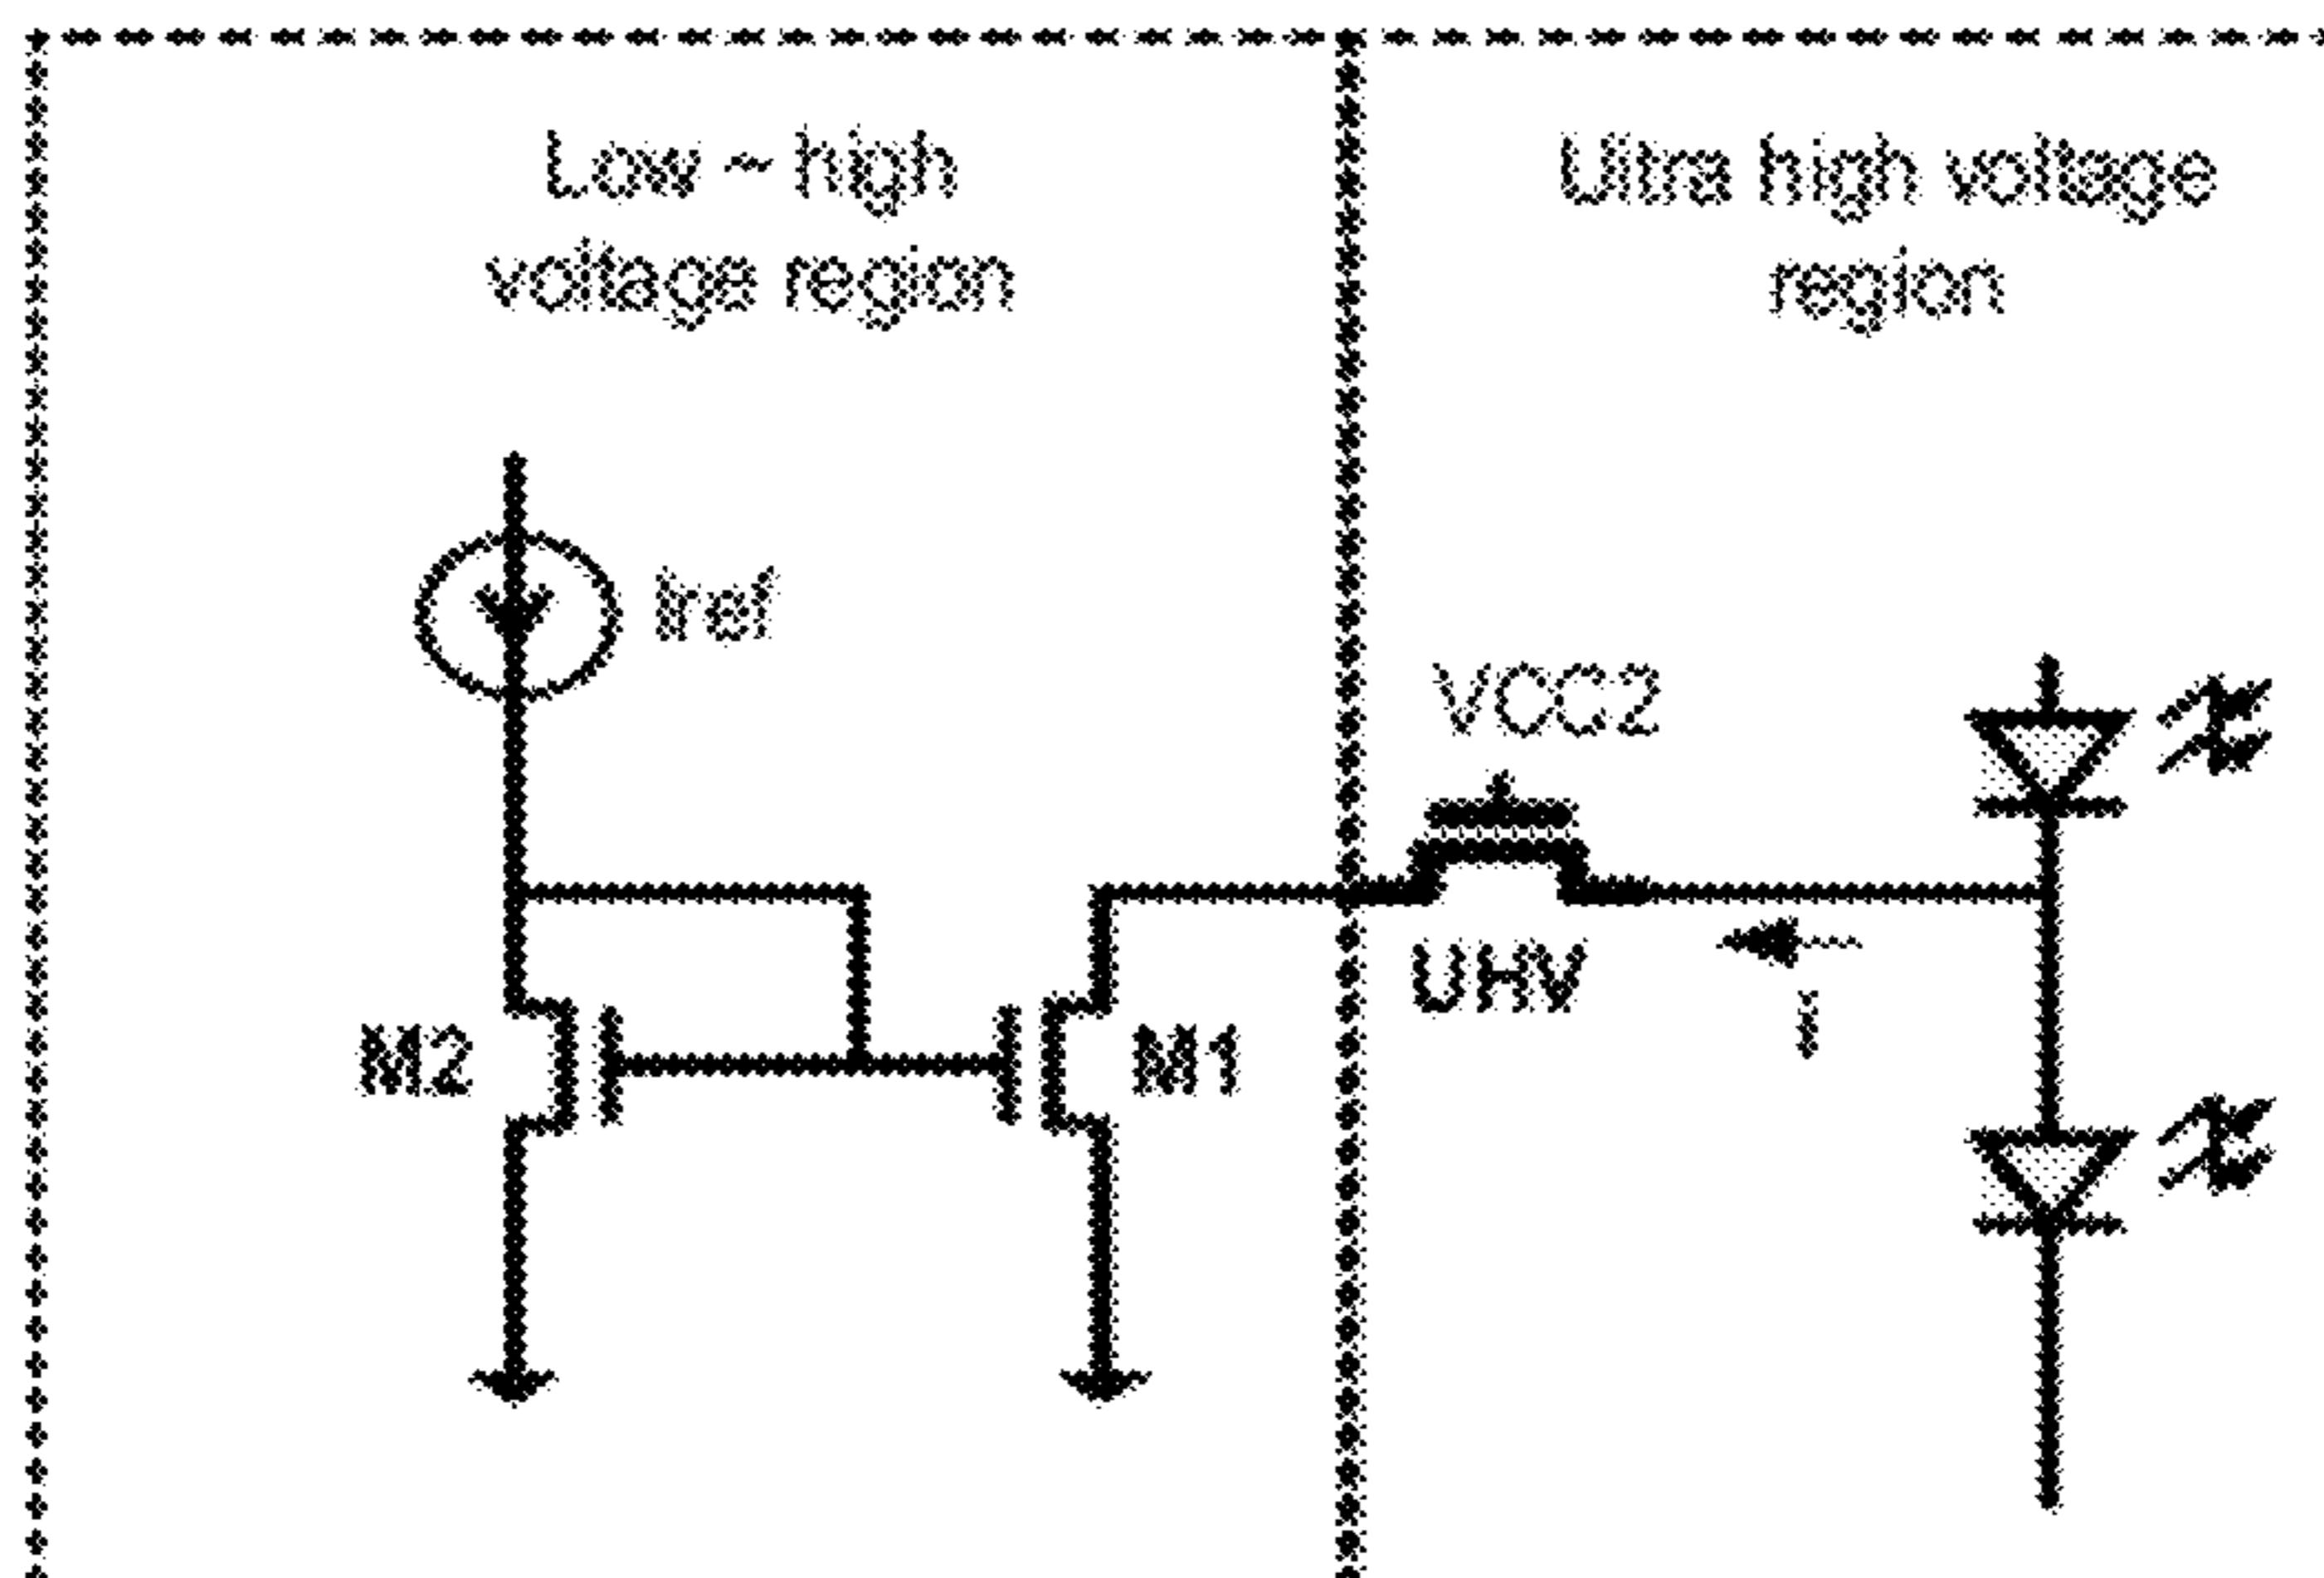 Low ~ high
voltage region
Ultra high voltage
region
Iref
VCC2
UHV
I
M2
M1